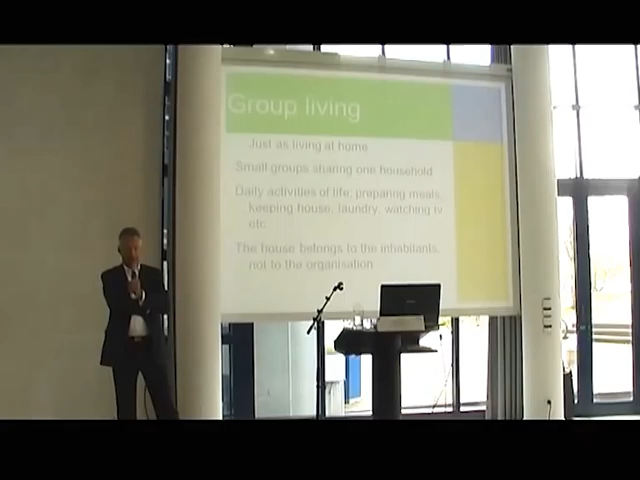 Group living
Just as living at home
Small groups sharing one household
Daily activities of life; preparing meals,
keeping house, laundry, watching tv
etc
The house belongs to the inhabitants,
not to the organisation